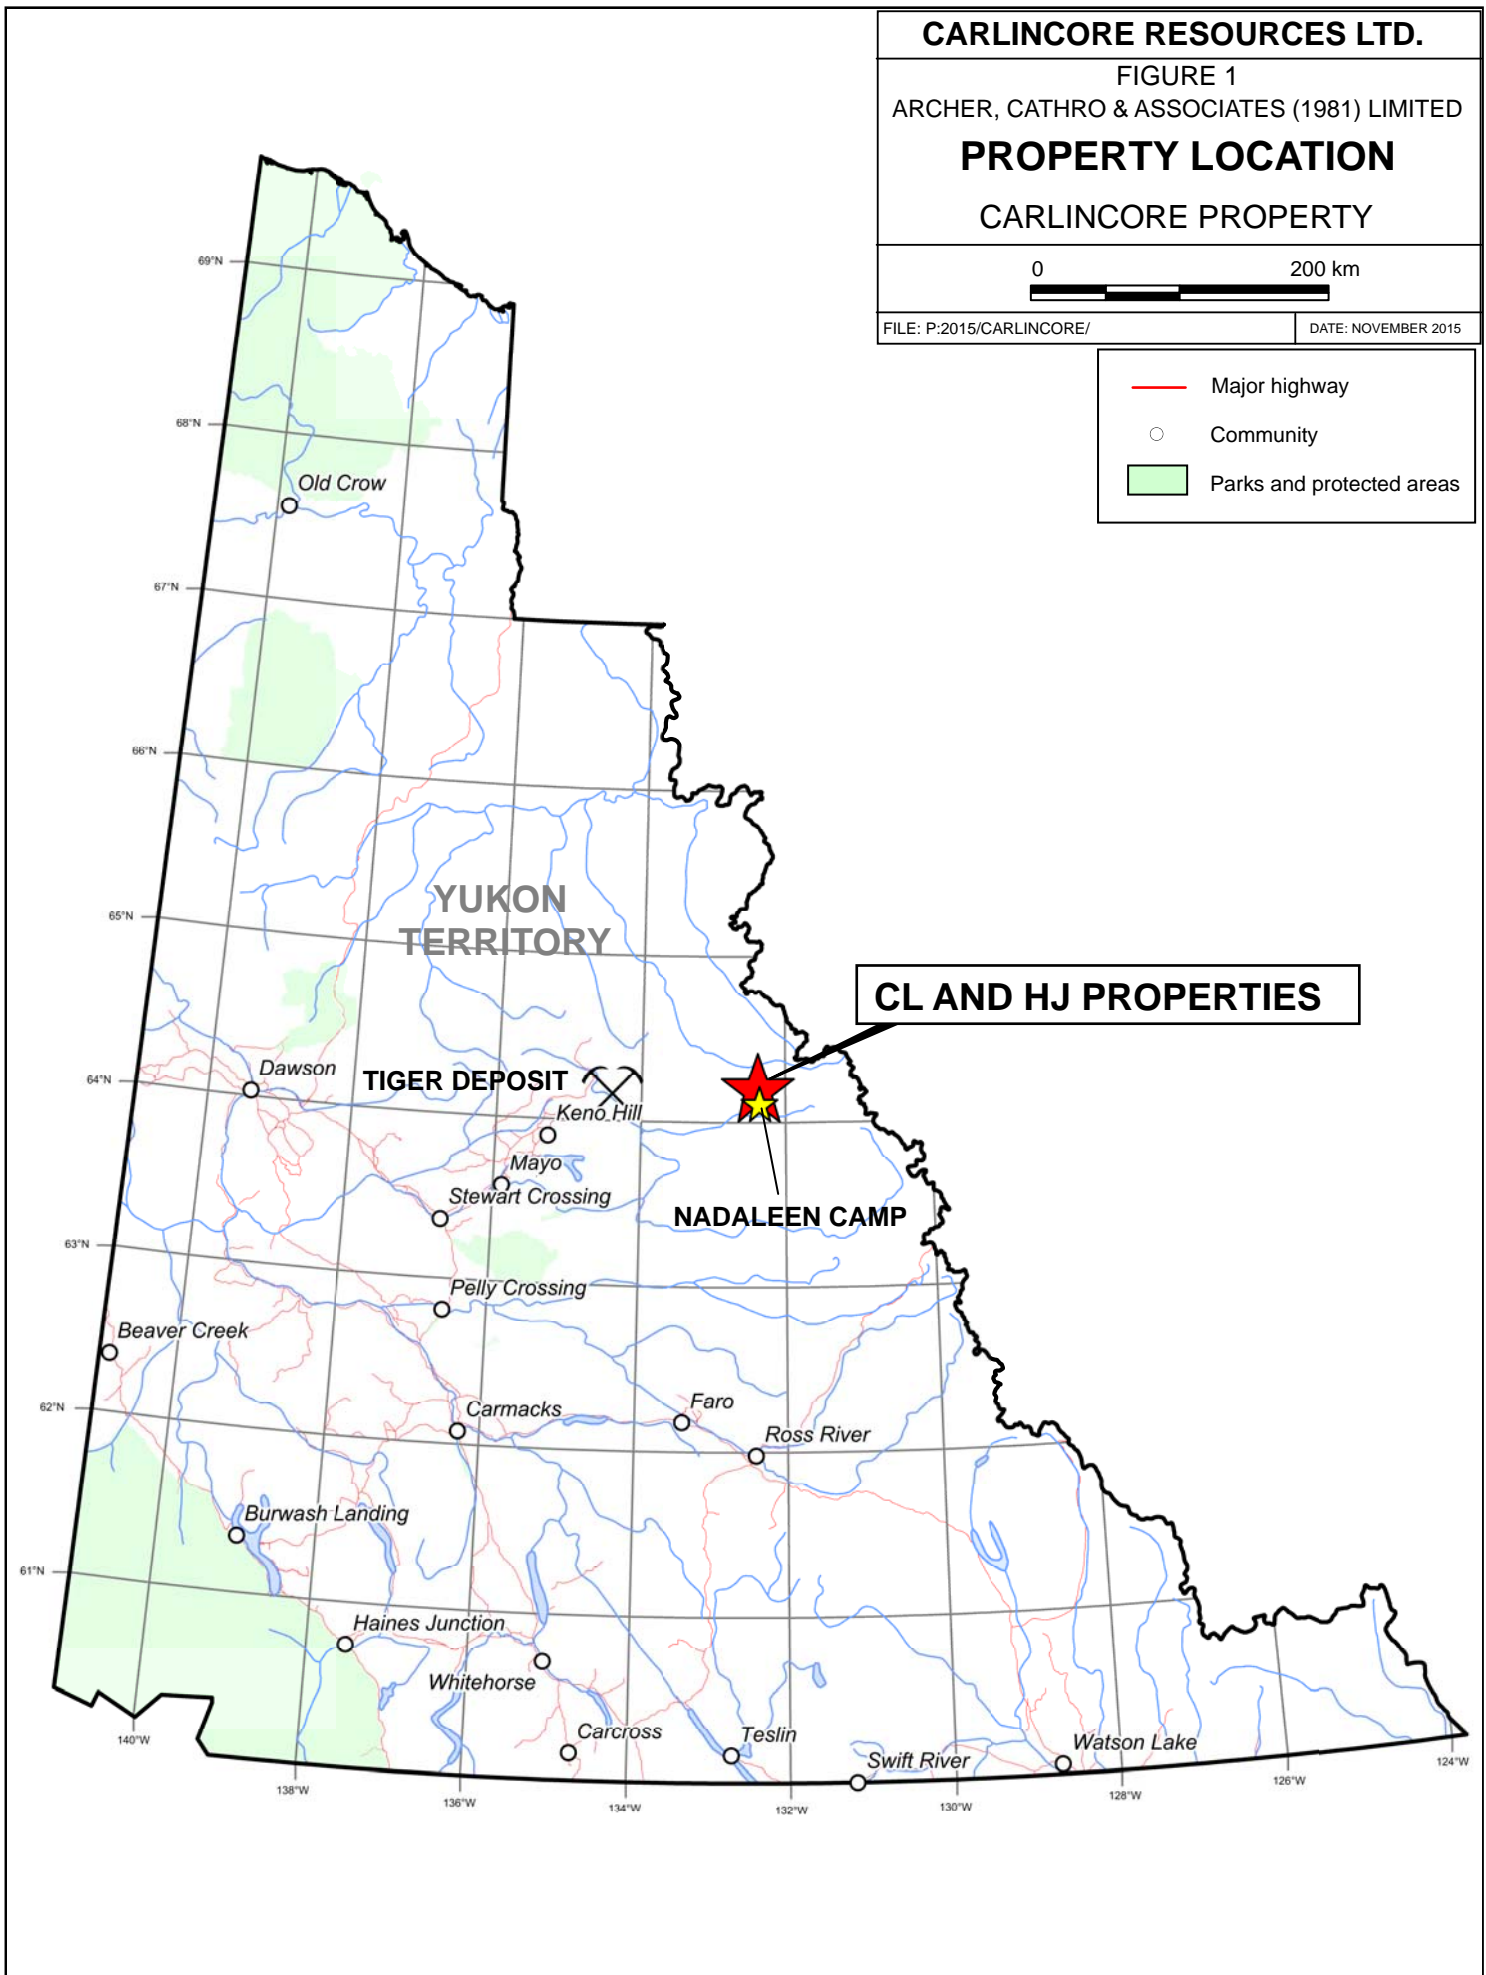 CARLINCORE RESOURCES LTD.
FIGURE 1
ARCHER, CATHRO & ASSOCIATES (1981) LIMITED
PROPERTY LOCATION
CARLINCORE PROPERTY
0 200 km
FILE: P:2015/CARLINCORE/ DATE: NOVEMBER 2015
Major highway
Community
Parks and protected areas
69°N
68°N
Old Crow
67°N
66°N
YUKON
TERRITORY
65°N
CL AND HJ PROPERTIES
64°N
Dawson
TIGER DEPOSIT
Keno Hill
Mayo
Stewart Crossing
NADALEEN CAMP
63°N
Pelly Crossing
Beaver Creek
62°N
Carmacks
Faro
Ross River
Burwash Landing
61°N
Haines Junction
Whitehorse
Carcross
Teslin
Swift River
Watson Lake
140°W
138°W
136°W
134°W
132°W
130°W
128°W
126°W
124°W